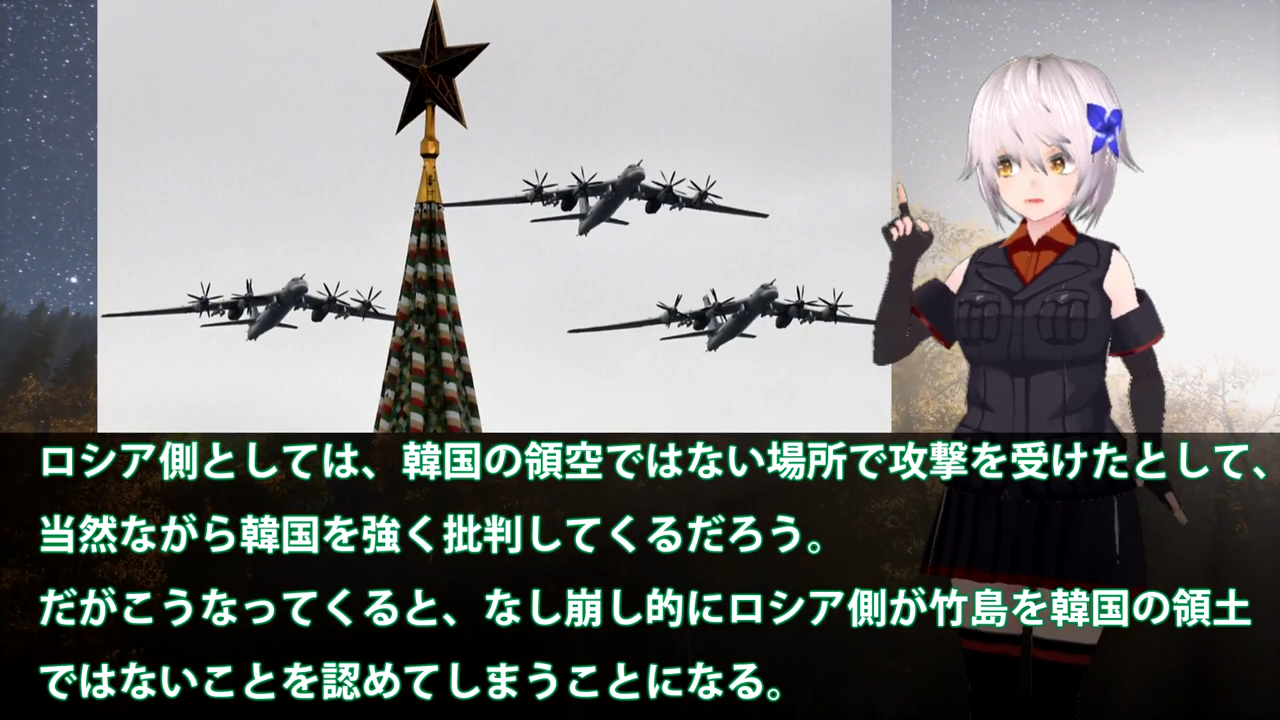 ロシア側としては、韓国の領空ではない場所で攻撃を受けたとして、
当然ながら韓国を強く批判してくるだろう。
だがこうなってくると、なし崩し的にロシア側が竹島を韓国の領土
ではないことを認めてしまうことになる。